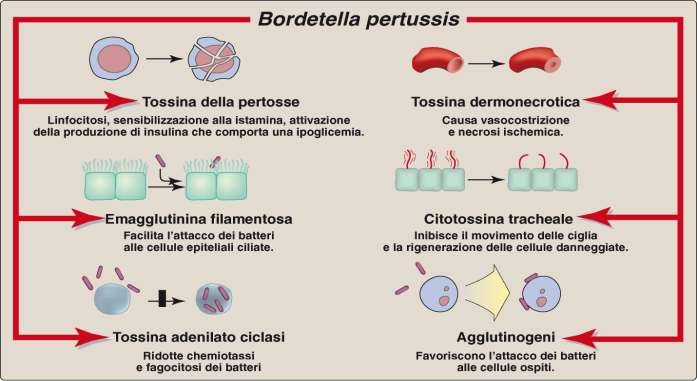 Bordetella pertussis
Tossina della pertosse
Linfocitosi, sensibilizzazione alla istamina, attivazione
della produzione di insulina che comporta una ipoglicemia.
Tossina dermonecrotica
Causa vasocostrizione
e necrosi ischemica.
Emagglutinina filamentosa
Facilita l'attacco dei batteri
alle cellule epiteliali ciliate.
Citotossina tracheale
Inibisce il movimento delle ciglia
e la rigenerazione delle cellule danneggiate.
Tossina adenilato ciclasi
Ridotte chemiotassi
e fagocitosi dei batteri
Agglutinogeni
Favoriscono l'attacco dei batteri
alle cellule ospiti.